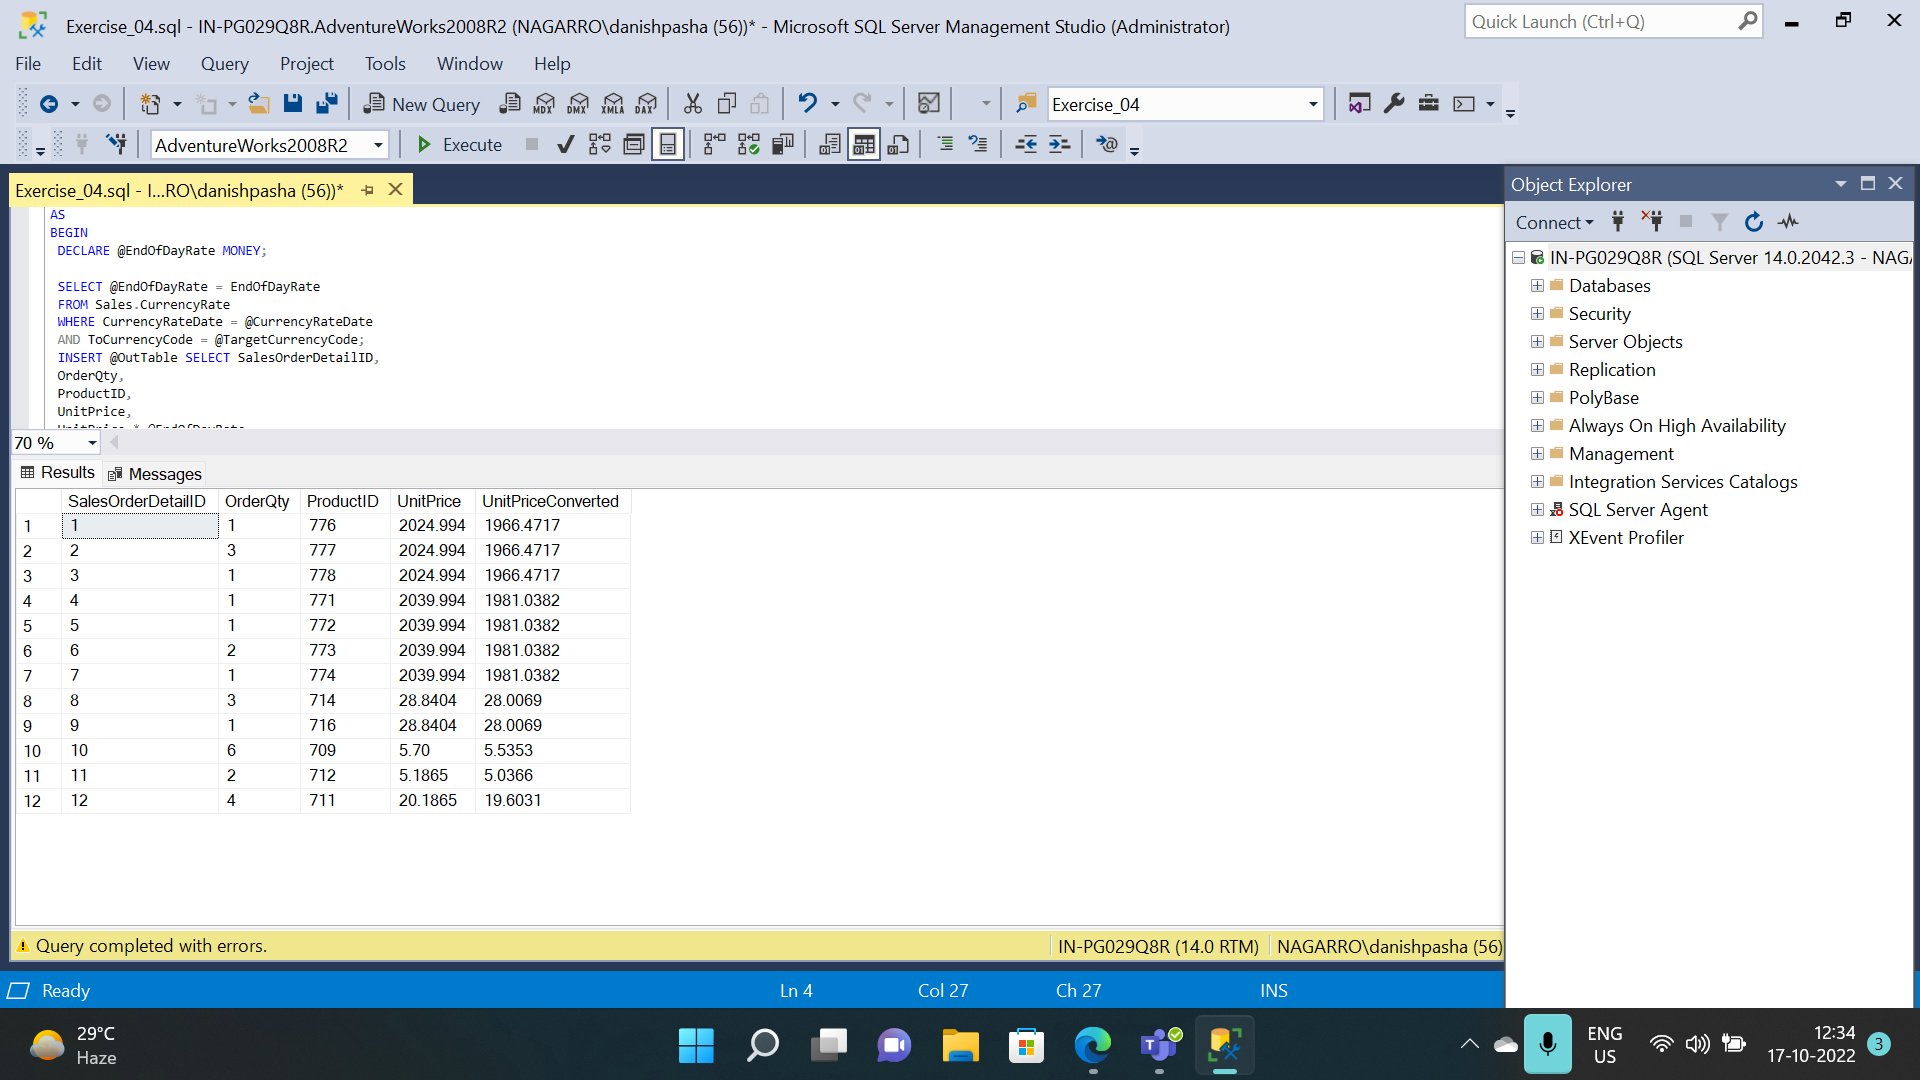 Exercise_04.sql - IN-PG029Q8R.AdventureWorks2008R2 (NAGARRO\danishpasha (56))* - Microsoft SQL Server Management Studio (Administrator)
Quick Launch (Ctrl+Q)
File Edit View Query Project Tools Window Help
New Query MDX DMX XMLA DAX Exercise_04
AdventureWorks2008R2 Execute
Exercise_04.sql - I...RO\danishpasha (56))*
AS
BEGIN
DECLARE @EndOfDayRate MONEY;
SELECT @EndOfDayRate = EndOfDayRate
FROM Sales.CurrencyRate
WHERE CurrencyRateDate = @CurrencyRateDate
AND ToCurrencyCode = @TargetCurrencyCode;
INSERT @OutTable SELECT SalesOrderDetailID,
OrderQty,
ProductID,
UnitPrice,
UnitPrice * @EndOfDayRate
70 %
Results Messages
SalesOrderDetailID OrderQty ProductID UnitPrice UnitPriceConverted
1 1 1 776 2024.994 1966.4717
2 2 3 777 2024.994 1966.4717
3 3 1 778 2024.994 1966.4717
4 4 1 771 2039.994 1981.0382
5 5 1 772 2039.994 1981.0382
6 6 2 773 2039.994 1981.0382
7 7 1 774 2039.994 1981.0382
8 8 3 714 28.8404 28.0069
9 9 1 716 28.8404 28.0069
10 10 6 709 5.70 5.5353
11 11 2 712 5.1865 5.0366
12 12 4 711 20.1865 19.6031
Query completed with errors. IN-PG029Q8R (14.0 RTM) NAGARRO\danishpasha (56)
Object Explorer
Connect
IN-PG029Q8R (SQL Server 14.0.2042.3 - NAGA
Databases
Security
Server Objects
Replication
PolyBase
Always On High Availability
Management
Integration Services Catalogs
SQL Server Agent
XEvent Profiler
Ready Ln 4 Col 27 Ch 27 INS
29°C
Haze
ENG
US
12:34
17-10-2022
3